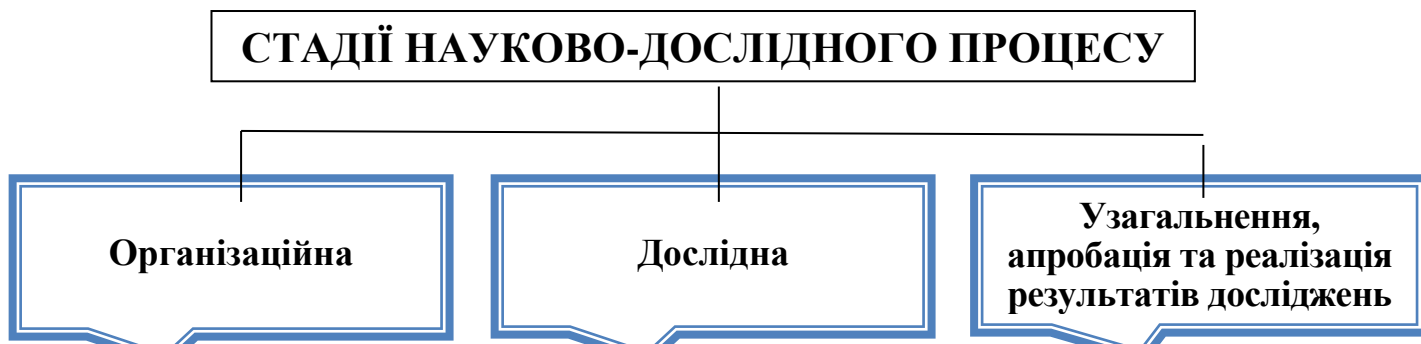 СТАДІЇ НАУКОВО-ДОСЛІДНОГО ПРОЦЕСУ
Організаційна
Дослідна
Узагальнення,
апробація та реалізація
результатів досліджень